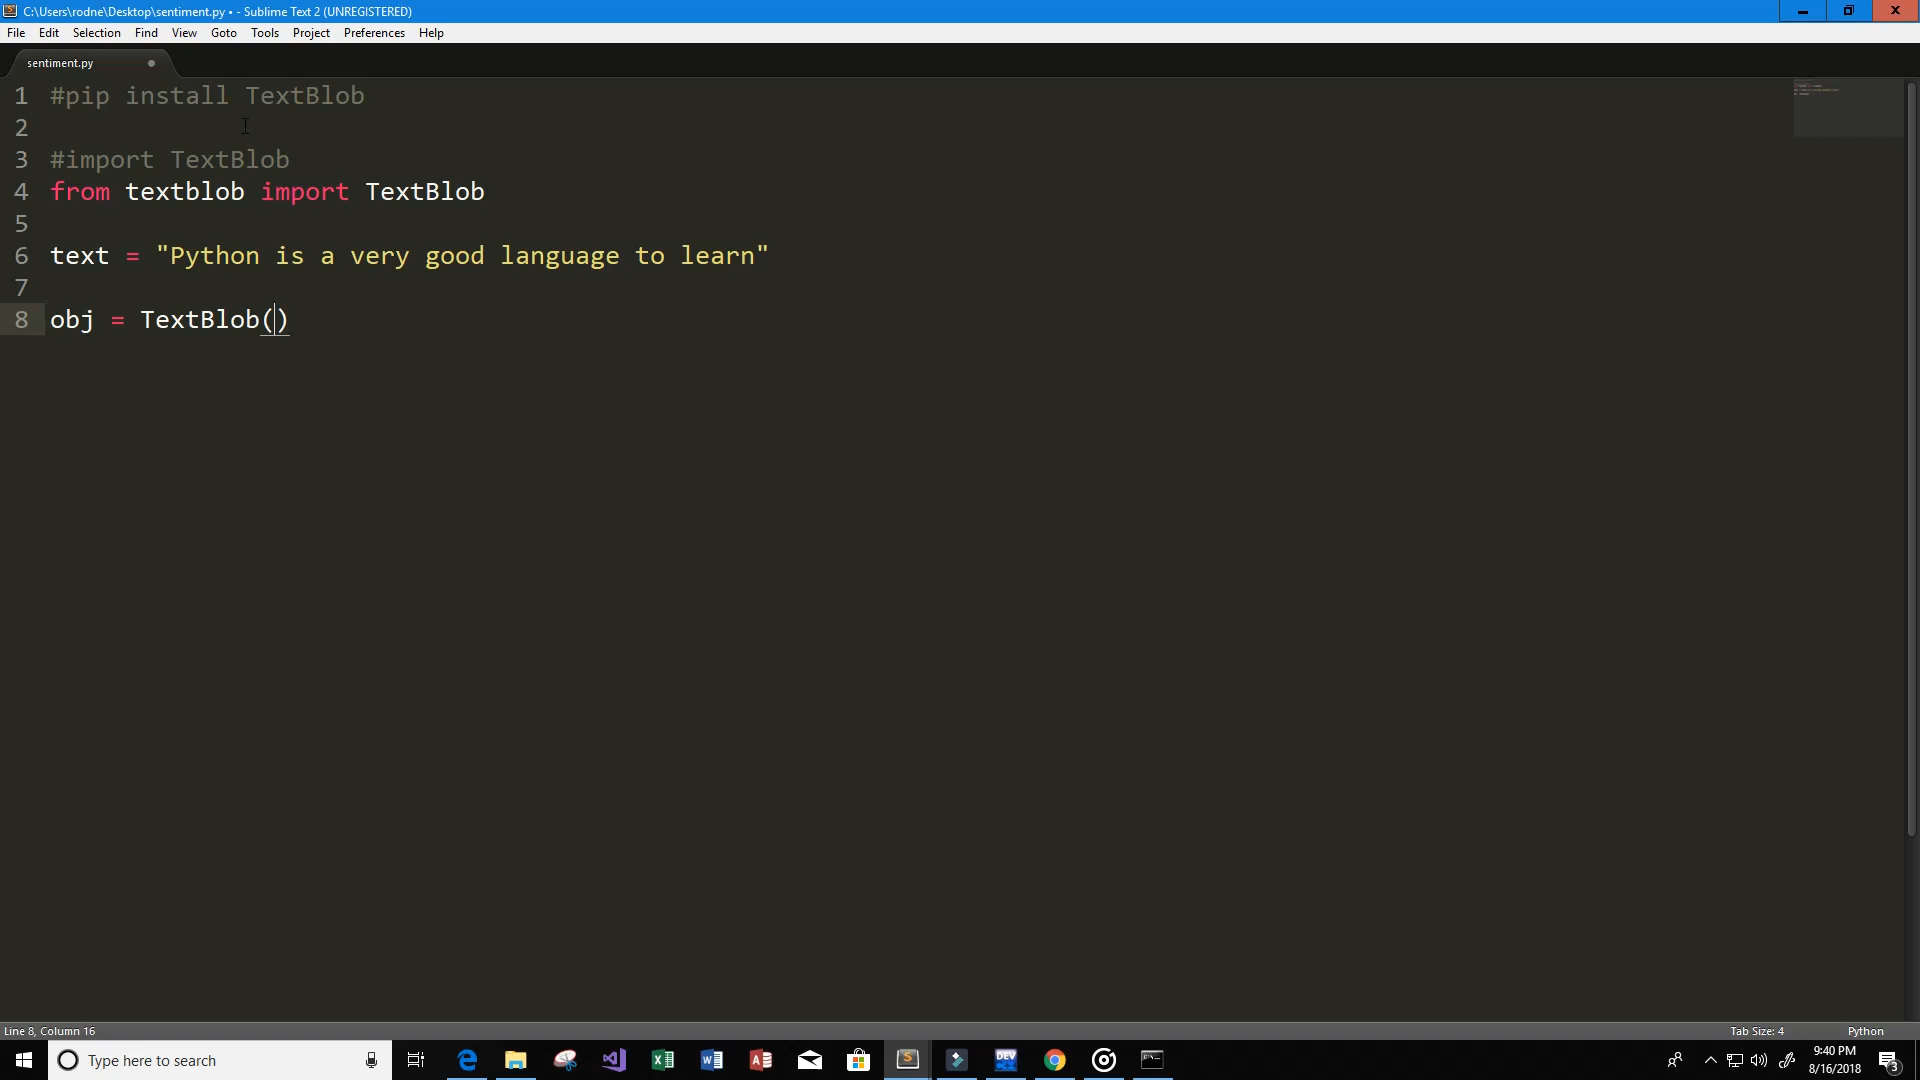 C:\Users\rodne\Desktop\sentiment.py • - Sublime Text 2 (UNREGISTERED)
File Edit Selection Find View Goto Tools Project Preferences Help
sentiment.py
1 #pip install TextBlob
2
3 #import TextBlob
4 from textblob import TextBlob
5
6 text = "Python is a very good language to learn"
7
8 obj = TextBlob()
Line 8, Column 16 Tab Size: 4 Python
Type here to search
DEV
9:40 PM
8/16/2018
3